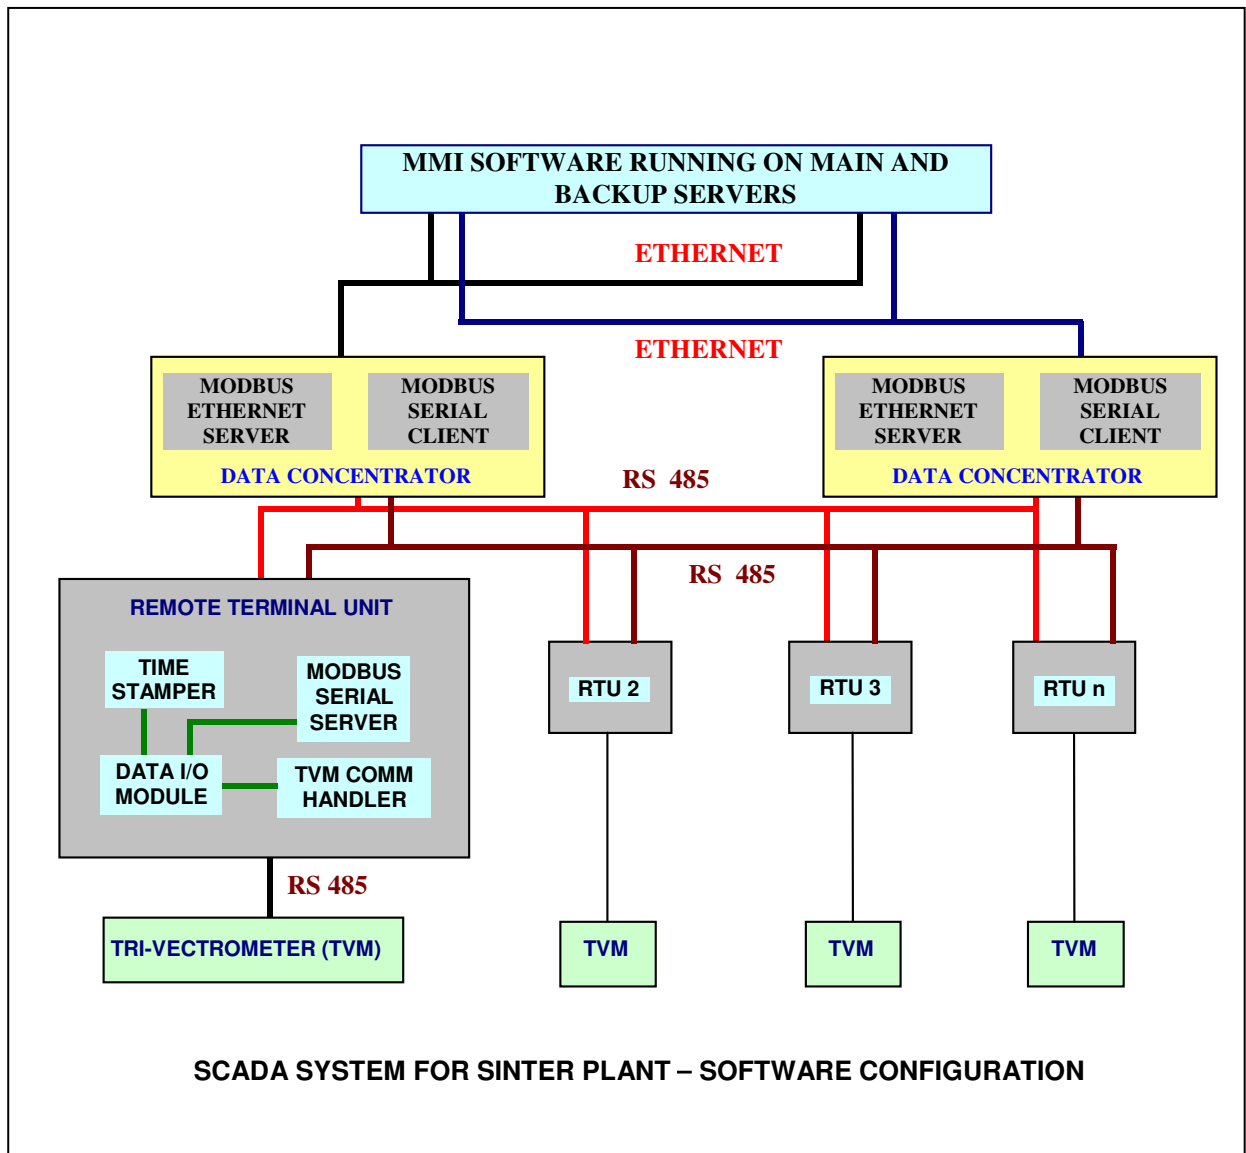 MMI SOFTWARE RUNNING ON MAIN AND
BACKUP SERVERS
ETHERNET
ETHERNET
MODBUS
ETHERNET
SERVER
MODBUS
SERIAL
CLIENT
DATA CONCENTRATOR
MODBUS
ETHERNET
SERVER
MODBUS
SERIAL
CLIENT
DATA CONCENTRATOR
RS 485
RS 485
REMOTE TERMINAL UNIT
TIME
STAMPER
MODBUS
SERIAL
SERVER
DATA I/O
MODULE
TVM COMM
HANDLER
RTU 2
RTU 3
RTU n
RS 485
TRI-VECTROMETER (TVM)
TVM
TVM
TVM
SCADA SYSTEM FOR SINTER PLANT – SOFTWARE CONFIGURATION